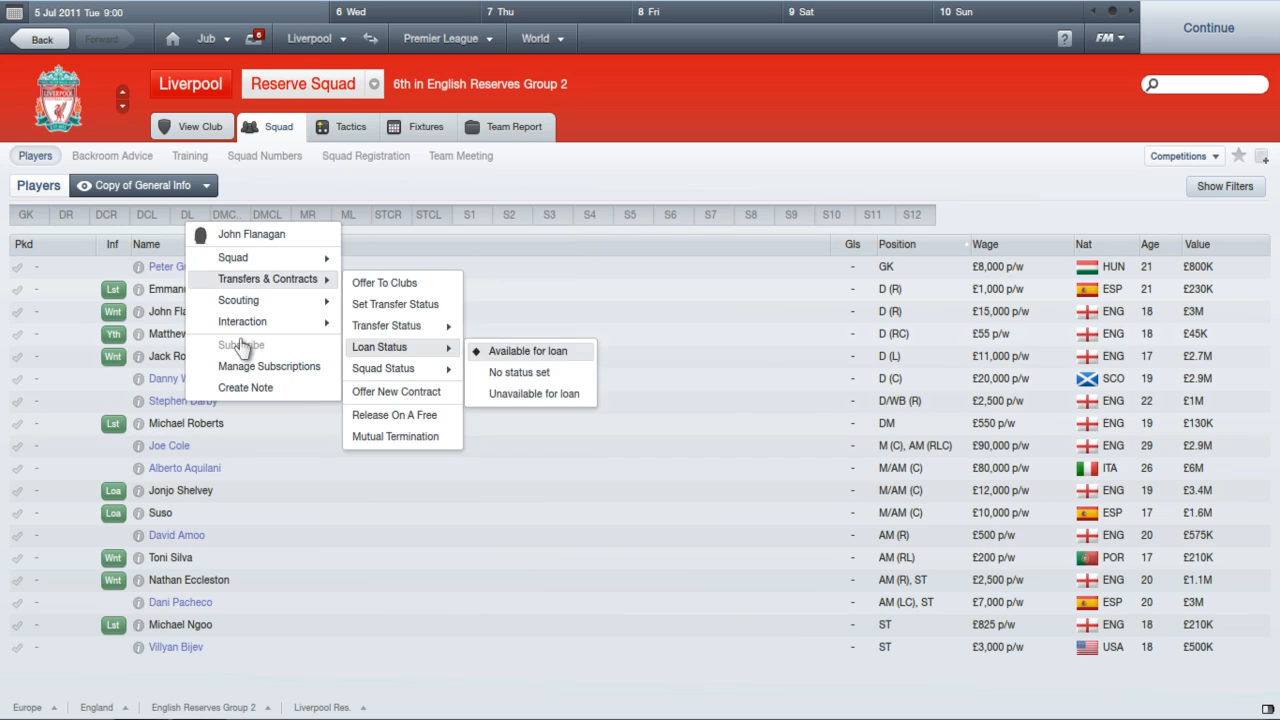 5 Jul 2011 Tue 9:00 6 Wed 7 Thu 8 Fri 9 Sat 10 Sun
Continue
Back Forward Jub 6 Liverpool Premier League World ? FM
Liverpool Reserve Squad 6th in English Reserves Group 2
View Club Squad Tactics Fixtures Team Report
Players Backroom Advice Training Squad Numbers Squad Registration Team Meeting Competitions
Players Copy of General Info Show Filters
GK DR DCR DCL DL DMC.. DMCL MR ML STCR STCL S1 S2 S3 S4 S5 S6 S7 S8 S9 S10 S11 S12
John Flanagan
Squad
Transfers & Contracts
Scouting
Interaction
Subscribe
Manage Subscriptions
Create Note
Offer To Clubs
Set Transfer Status
Transfer Status
Loan Status
Squad Status
Offer New Contract
Release On A Free
Mutual Termination
Available for loan
No status set
Unavailable for loan
Pkd Inf Name Gls Position Wage Nat Age Value
- Peter G - GK £8,000 p/w HUN 21 £800K
- Lst Emman - D (R) £1,000 p/w ESP 21 £230K
- Wnt John Fla - D (R) £15,000 p/w ENG 18 £3M
- Yth Matthew - D (RC) £55 p/w ENG 18 £45K
- Wnt Jack Ro - D (L) £11,000 p/w ENG 17 £2.7M
- Danny W - D (C) £20,000 p/w SCO 19 £2.9M
- Stephen Darby - D/WB (R) £2,500 p/w ENG 22 £1M
- Lst Michael Roberts - DM £550 p/w ENG 19 £130K
- Joe Cole - M (C), AM (RLC) £90,000 p/w ENG 29 £2.9M
- Alberto Aquilani - M/AM (C) £80,000 p/w ITA 26 £6M
- Loa Jonjo Shelvey - M/AM (C) £12,000 p/w ENG 19 £3.4M
- Loa Suso - M/AM (C) £10,000 p/w ESP 17 £1.6M
- David Amoo - AM (R) £500 p/w ENG 20 £575K
- Wnt Toni Silva - AM (RL) £200 p/w POR 17 £210K
- Wnt Nathan Eccleston - AM (R), ST £2,500 p/w ENG 20 £1.1M
- Dani Pacheco - AM (LC), ST £7,000 p/w ESP 20 £3M
- Lst Michael Ngoo - ST £825 p/w ENG 18 £210K
- Villyan Bijev - ST £3,000 p/w USA 18 £500K
Europe England English Reserves Group 2 Liverpool Res.